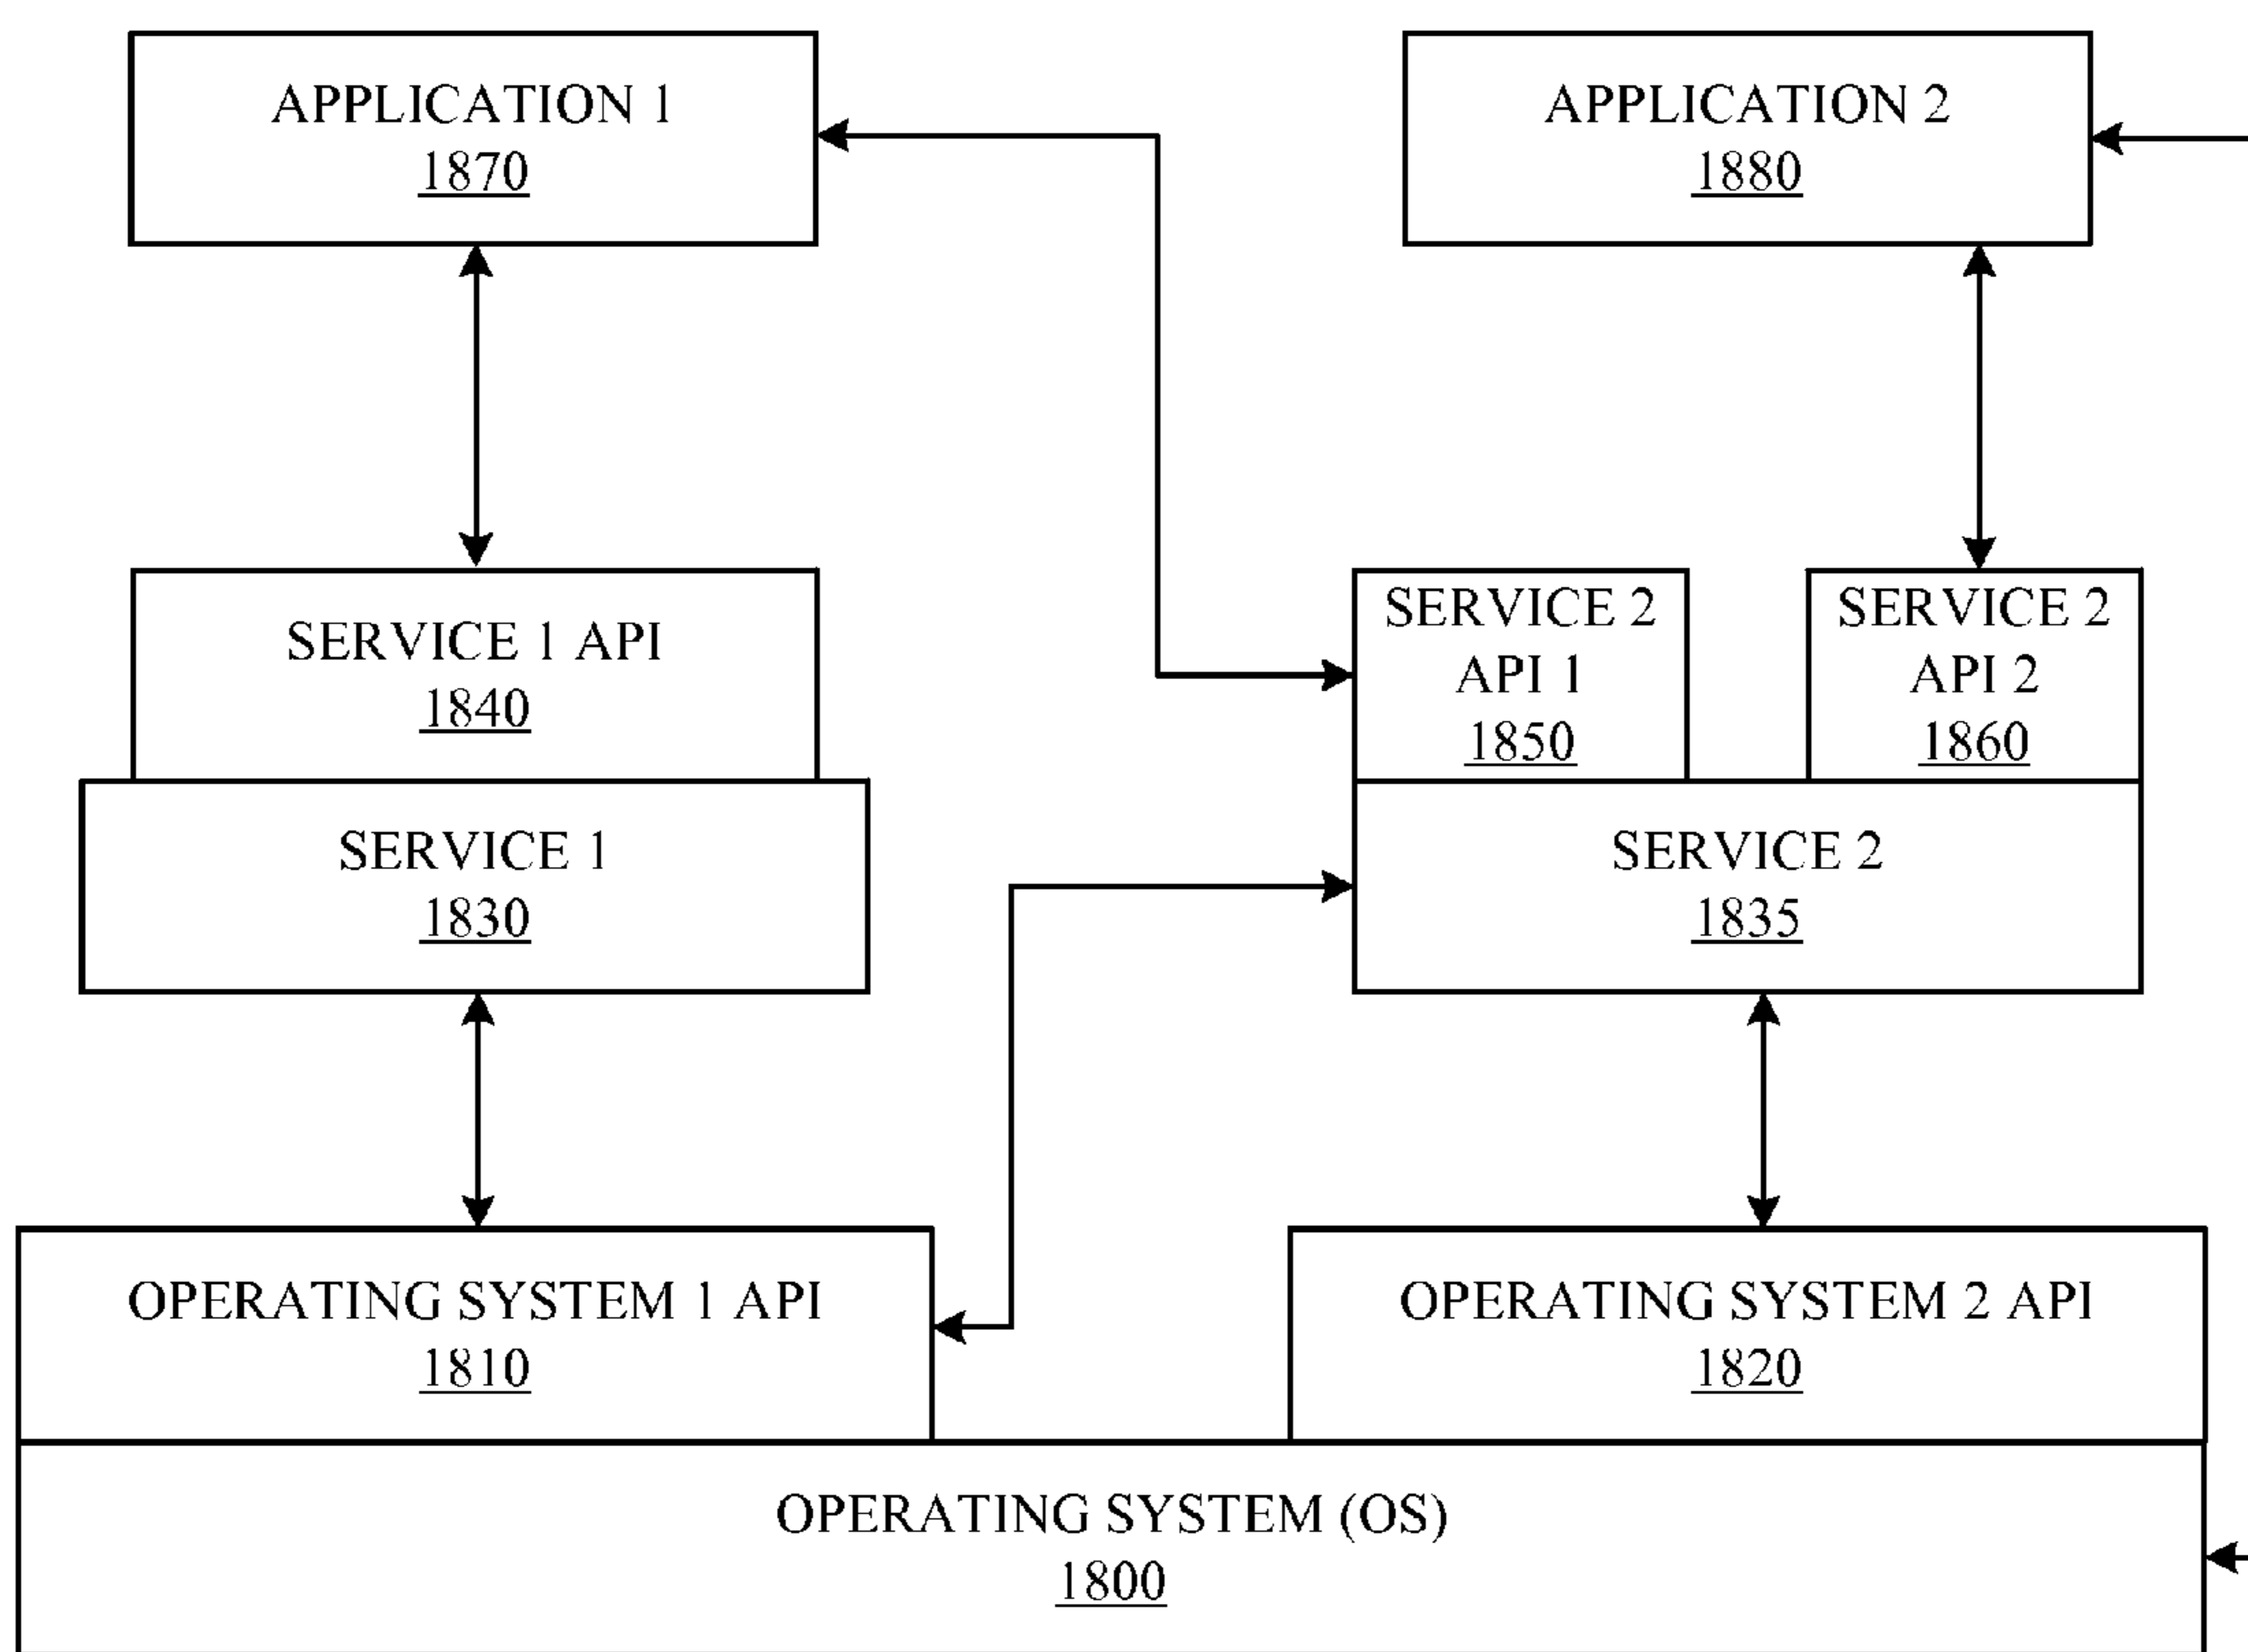 APPLICATION 1
1870
APPLICATION 2
1880
SERVICE 1 API
1840
SERVICE 2
API 1
1850
SERVICE 2
API 2
1860
SERVICE 1
1830
SERVICE 2
1835
OPERATING SYSTEM 1 API
1810
OPERATING SYSTEM 2 API
1820
OPERATING SYSTEM (OS)
1800